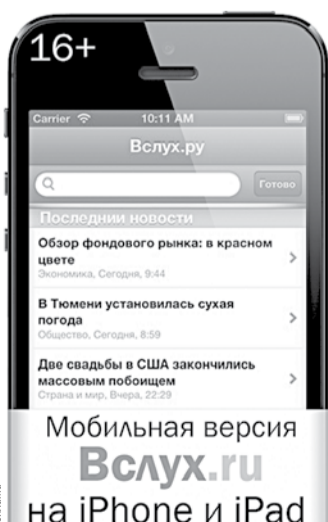 16+
Carrier 10:11 AM
Вслух.ру
Готово
Последнии новости
Обзор фондового рынка: в красном
цвете
Экономика, Сегодня, 9:44
В Тюмени установилась сухая
погода
Общество, Сегодня, 8:59
Две свадьбы в США закончились
массовым побоищем
Страна и мир, Вчера, 22:29
Мобильная версия
Вслух.ru
на iPhone и iPad